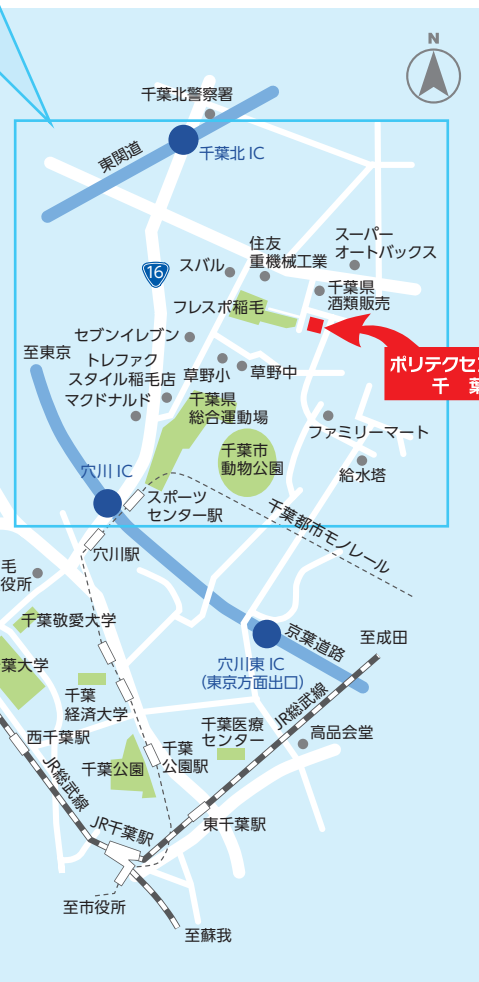 N
千葉北警察署
東関道
千葉北 IC
スーパー
オートバックス
住友
重機械工業
スバル
16
千葉県
酒類販売
フレスポ稲毛
セブンイレブン
至東京
トレファク
スタイル稲毛店
草野小
草野中
ポリテクセン
千 葉
マクドナルド
千葉県
総合運動場
ファミリーマート
千葉市
動物公園
給水塔
穴川 IC
スポーツ
センター駅
千葉都市モノレール
穴川駅
毛
役所
千葉敬愛大学
京葉道路
至成田
葉大学
穴川東 IC
(東京方面出口)
千葉
経済大学
JR総武線
千葉医療
センター
高品会堂
西千葉駅
千葉
公園駅
千葉公園
JR総武線
JR千葉駅
東千葉駅
至市役所
至蘇我